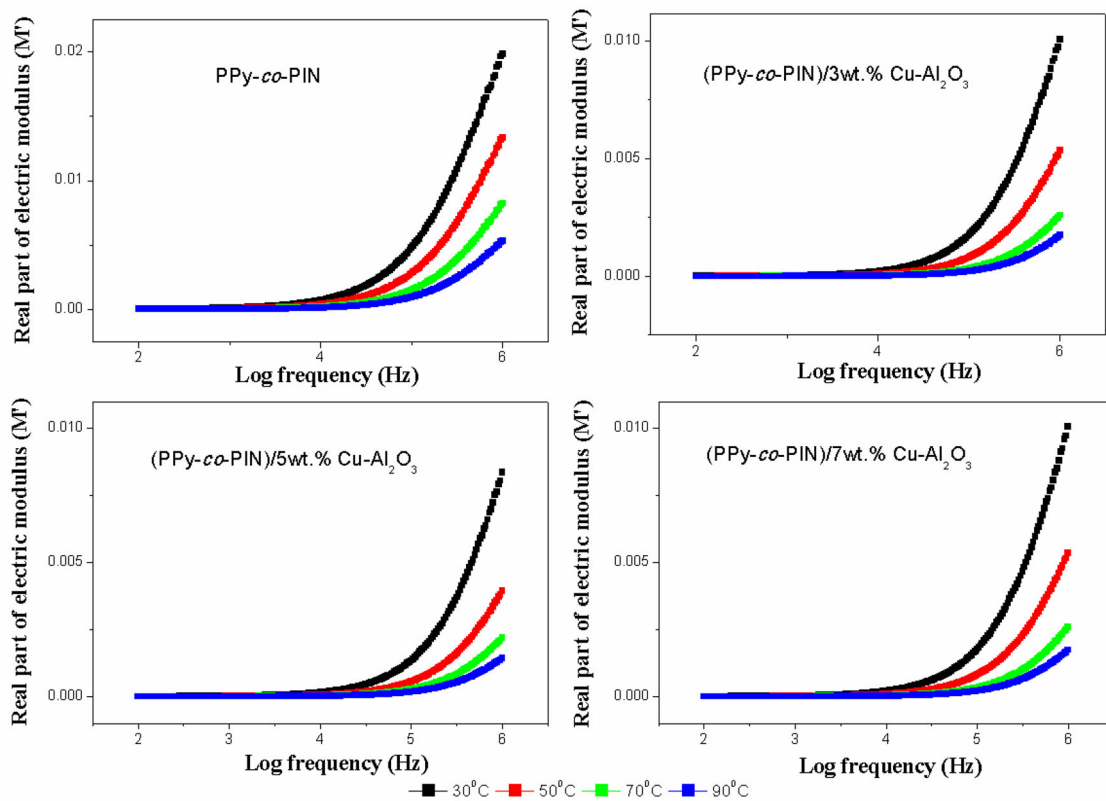 Real part of electric modulus (M')
0.02
0.01
0.00
PPy-co-PIN
2
4
6
Log frequency (Hz)
Real part of electric modulus (M')
0.010
0.005
0.000
(PPy-co-PIN)/3wt.% Cu-Al₂O₃
2
4
6
Log frequency (Hz)
Real part of electric modulus (M')
0.010
0.005
0.000
(PPy-co-PIN)/5wt.% Cu-Al₂O₃
2
3
4
5
6
Log frequency (Hz)
Real part of electric modulus (M')
0.010
0.005
0.000
(PPy-co-PIN)/7wt.% Cu-Al₂O₃
2
3
4
5
6
Log frequency (Hz)
30⁰C 50⁰C 70⁰C 90⁰C